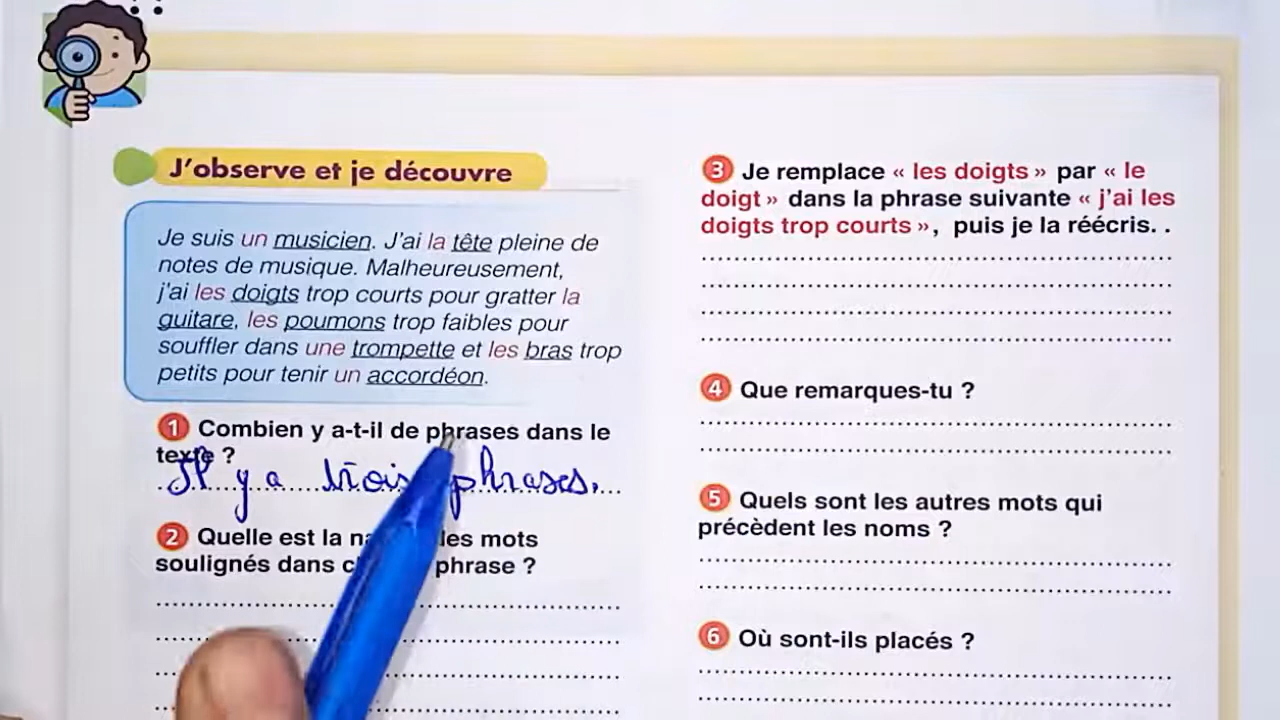 J'observe et je découvre
Je suis un musicien. J'ai la tête pleine de
notes de musique. Malheureusement,
j'ai les doigts trop courts pour gratter la
guitare, les poumons trop faibles pour
souffler dans une trompette et les bras trop
petits pour tenir un accordéon.
1 Combien y a-t-il de phrases dans le
texte ?
Il y a trois phrases.
2 Quelle est la les mots
soulignés dans phrase ?
3 Je remplace « les doigts » par « le
doigt » dans la phrase suivante « j'ai les
doigts trop courts », puis je la réécris. .
4 Que remarques-tu ?
5 Quels sont les autres mots qui
précèdent les noms ?
6 Où sont-ils placés ?